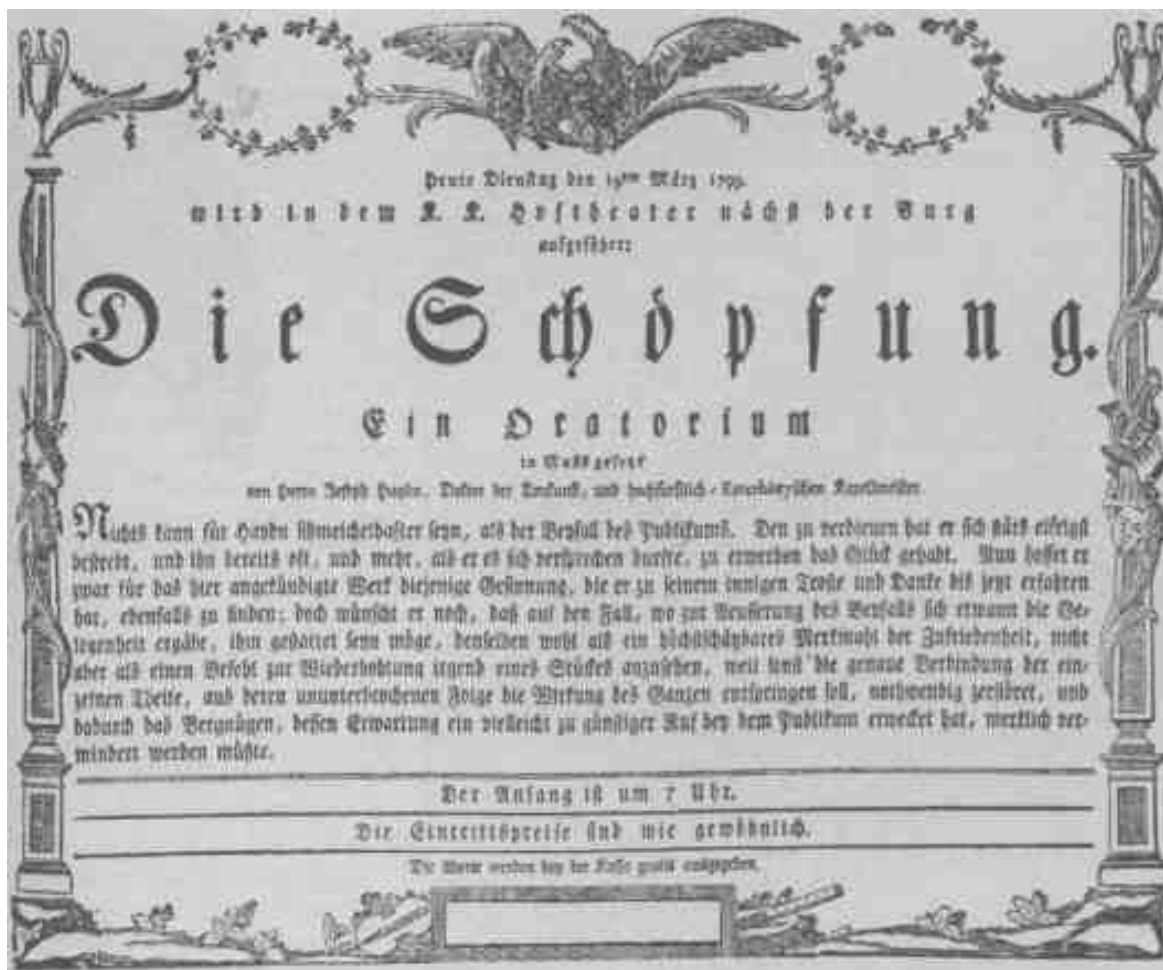 Heute Dienstag den 19ten März 1799.
wird in dem K. K. Hoftheater nächst der Burg
aufgeführt:
Die Schöpfung.
Ein Oratorium
in Musik gesetzt
von Herrn Joseph Haydn, Doktor der Tonkunst, und hochfürstlich-Esterházyschen Kapellmeister.
Nichts kann für Haydn schmeichelhafter seyn, als der Beyfall des Publikums. Den zu verdienen hat er sich stäts eifrigst
bestrebt, und ihn bereits oft, und mehr, als er es sich versprechen durfte, zu erwerben das Glück gehabt. Nun hoffet er
zwar für das hier angekündigte Werk diejenige Gesinnung, die er zu seinem innigen Troste und Danke bis jezt erfahren
hat, ebenfalls zu finden; doch wünscht er noch, daß auf den Fall, wo zur Aeusserung des Beyfalls sich etwann die Ge-
legenheit ergäbe, ihm gestattet seyn möge, denselben wohl als ein höchstschätzbares Merkmahl der Zufriedenheit, nicht
aber als einen Befehl zur Wiederhohlung irgend eines Stückes anzusehen, weil sonst die genaue Verbindung der ein-
zelnen Theile, aus deren ununterbrochenen Folge die Wirkung des Ganzen entspringen soll, nothwendig zerstöret, und
dadurch das Vergnügen, dessen Erwartung ein vielleicht zu günstiger Ruf bey dem Publikum erwecket hat, merklich ver-
mindert werden müßte.
Der Anfang ist um 7 Uhr.
Die Eintrittspreise sind wie gewöhnlich.
Die Worte werden bey der Kasse gratis ausgegeben.